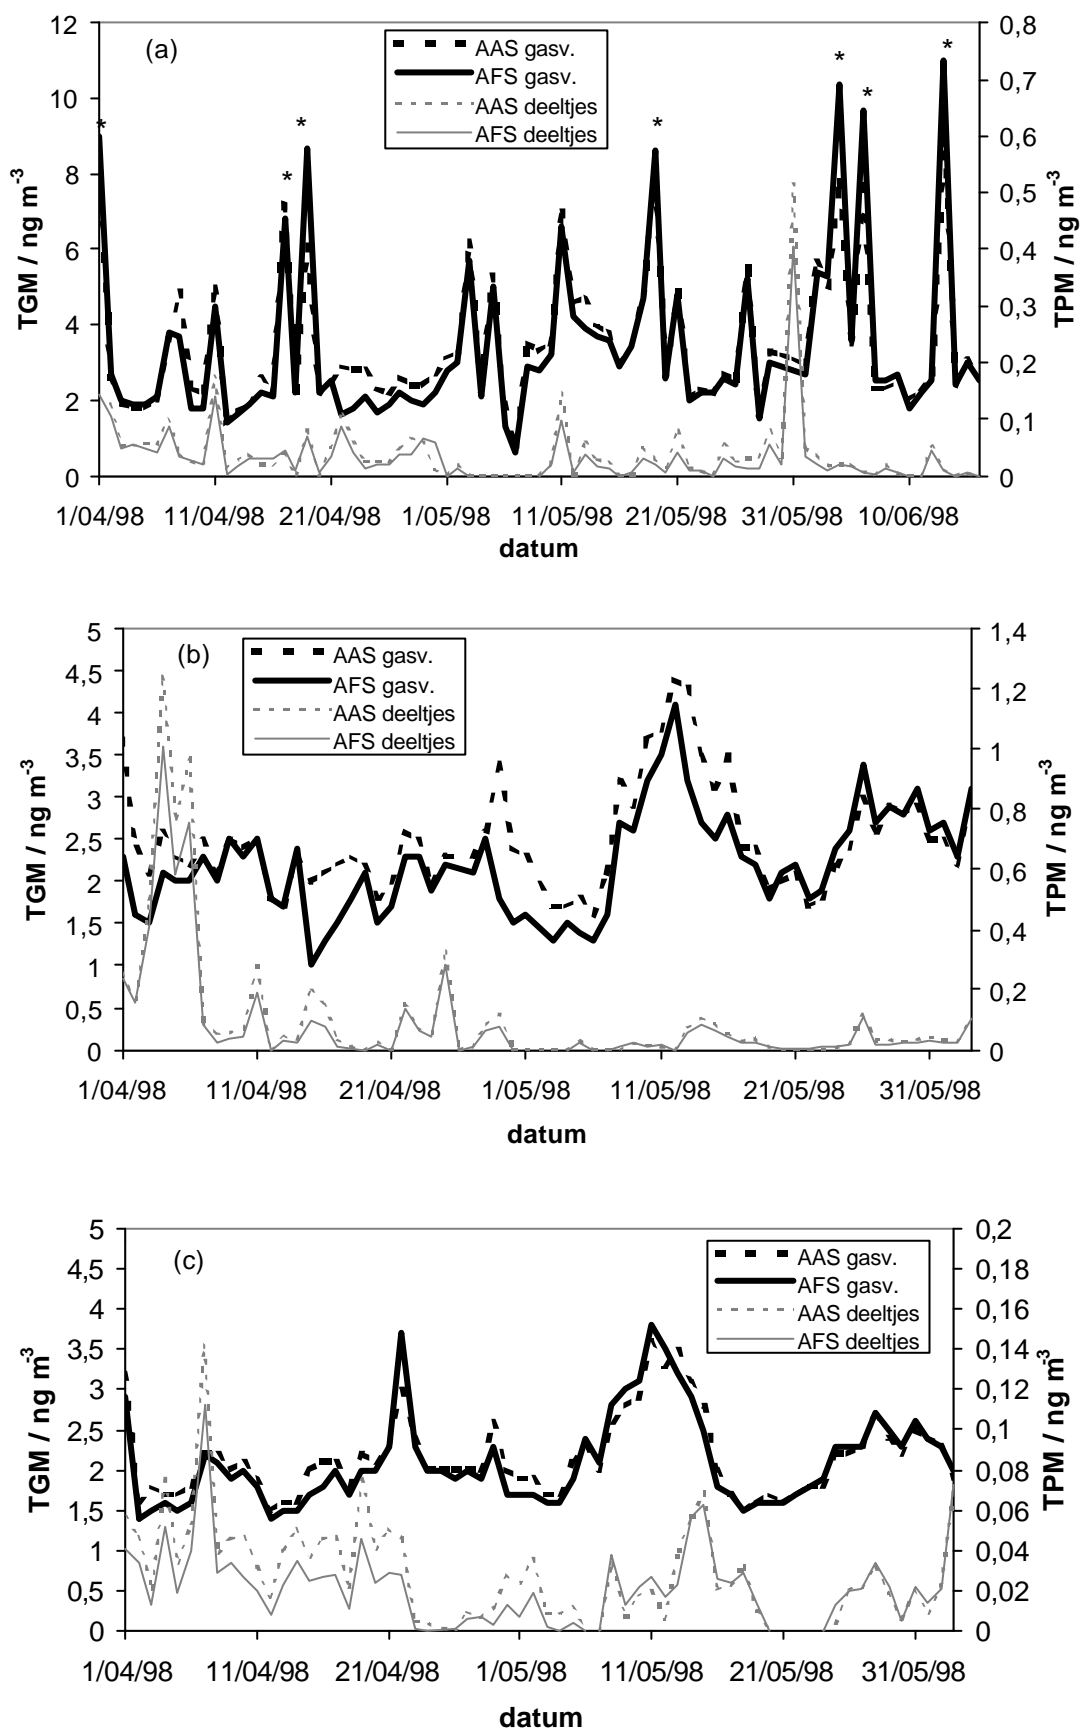 (a)
AAS gasv.
AFS gasv.
AAS deeltjes
AFS deeltjes
* * * * * * *
12
10
8
6
4
2
0
TGM / ng m-3
0,8
0,7
0,6
0,5
0,4
0,3
0,2
0,1
0
TPM / ng m-3
1/04/98 11/04/98 21/04/98 1/05/98 11/05/98 21/05/98 31/05/98 10/06/98
datum
(b)
AAS gasv.
AFS gasv.
AAS deeltjes
AFS deeltjes
5
4,5
4
3,5
3
2,5
2
1,5
1
0,5
0
TGM / ng m-3
1,4
1,2
1
0,8
0,6
0,4
0,2
0
TPM / ng m-3
1/04/98 11/04/98 21/04/98 1/05/98 11/05/98 21/05/98 31/05/98
datum
(c)
AAS gasv.
AFS gasv.
AAS deeltjes
AFS deeltjes
5
4,5
4
3,5
3
2,5
2
1,5
1
0,5
0
TGM / ng m-3
0,2
0,18
0,16
0,14
0,12
0,1
0,08
0,06
0,04
0,02
0
TPM / ng m-3
1/04/98 11/04/98 21/04/98 1/05/98 11/05/98 21/05/98 31/05/98
datum